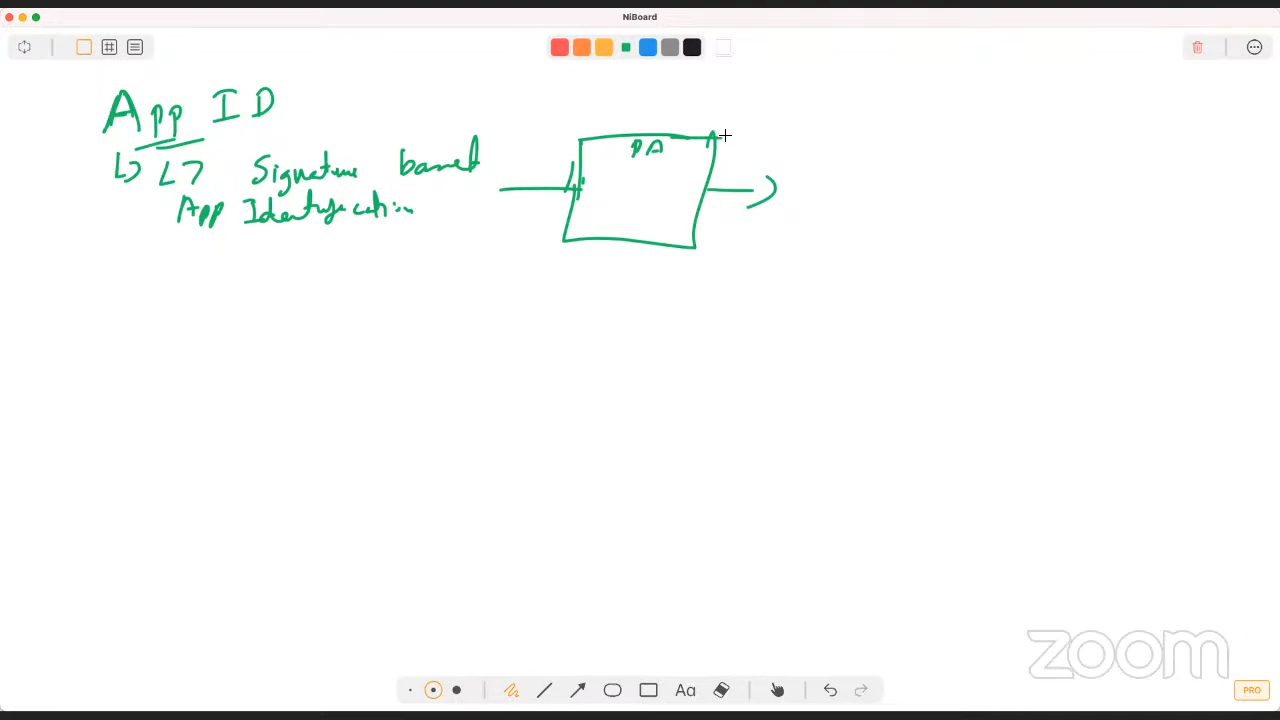 NiBoard
App ID
L7 Signature based
App Identification
PA
zoom
Aa
PRO